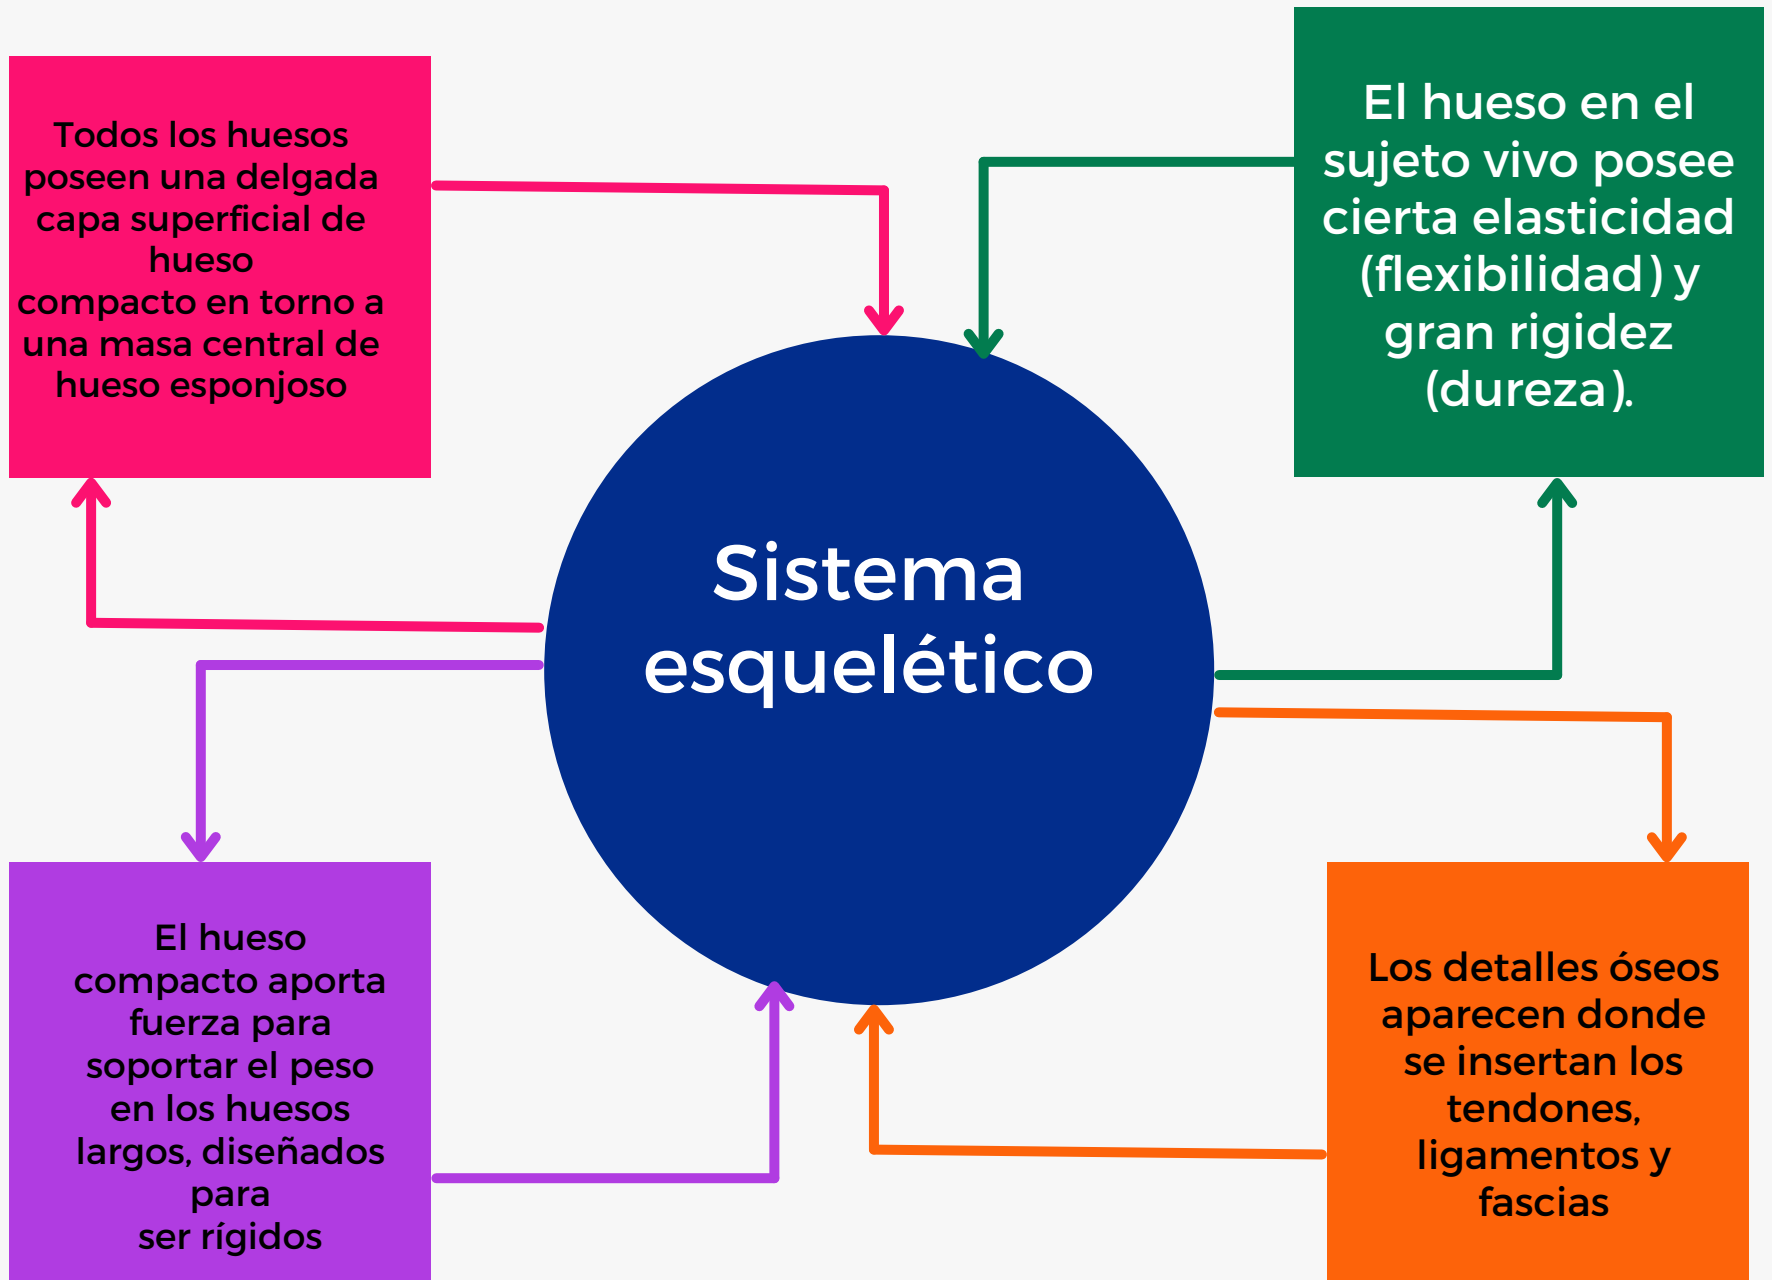 Todos los huesos
poseen una delgada
capa superficial de
hueso
compacto en torno a
una masa central de
hueso esponjoso
El hueso en el
sujeto vivo posee
cierta elasticidad
(flexibilidad) y
gran rigidez
(dureza).
Sistema
esquelético
El hueso
compacto aporta
fuerza para
soportar el peso
en los huesos
largos, diseñados
para
ser rígidos
Los detalles óseos
aparecen donde
se insertan los
tendones,
ligamentos y
fascias